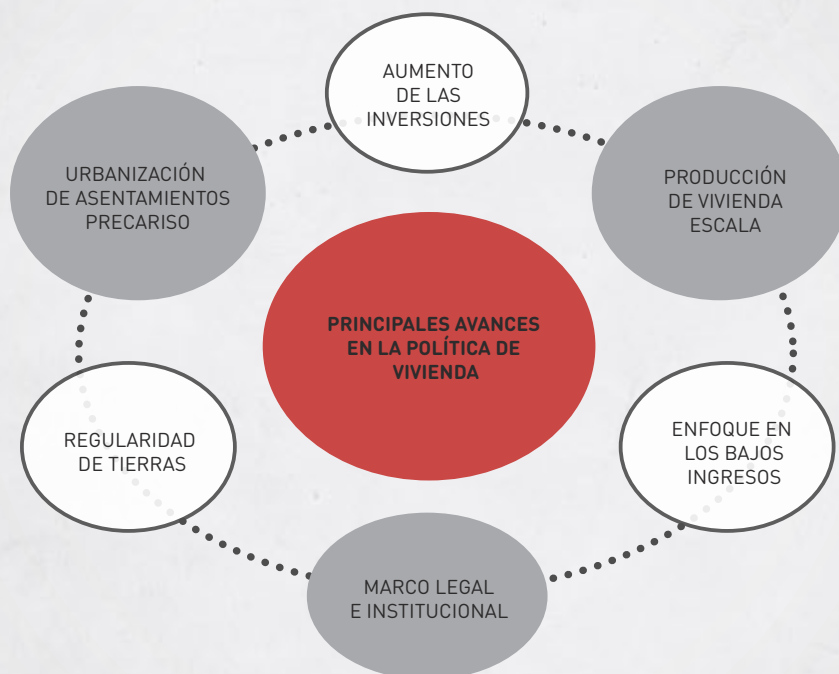 AUMENTO
DE LAS
INVERSIONES
URBANIZACIÓN
DE ASENTAMIENTOS
PRECARISO
PRODUCCIÓN
DE VIVIENDA
ESCALA
PRINCIPALES AVANCES
EN LA POLÍTICA DE
VIVIENDA
REGULARIDAD
DE TIERRAS
ENFOQUE EN
LOS BAJOS
INGRESOS
MARCO LEGAL
E INSTITUCIONAL